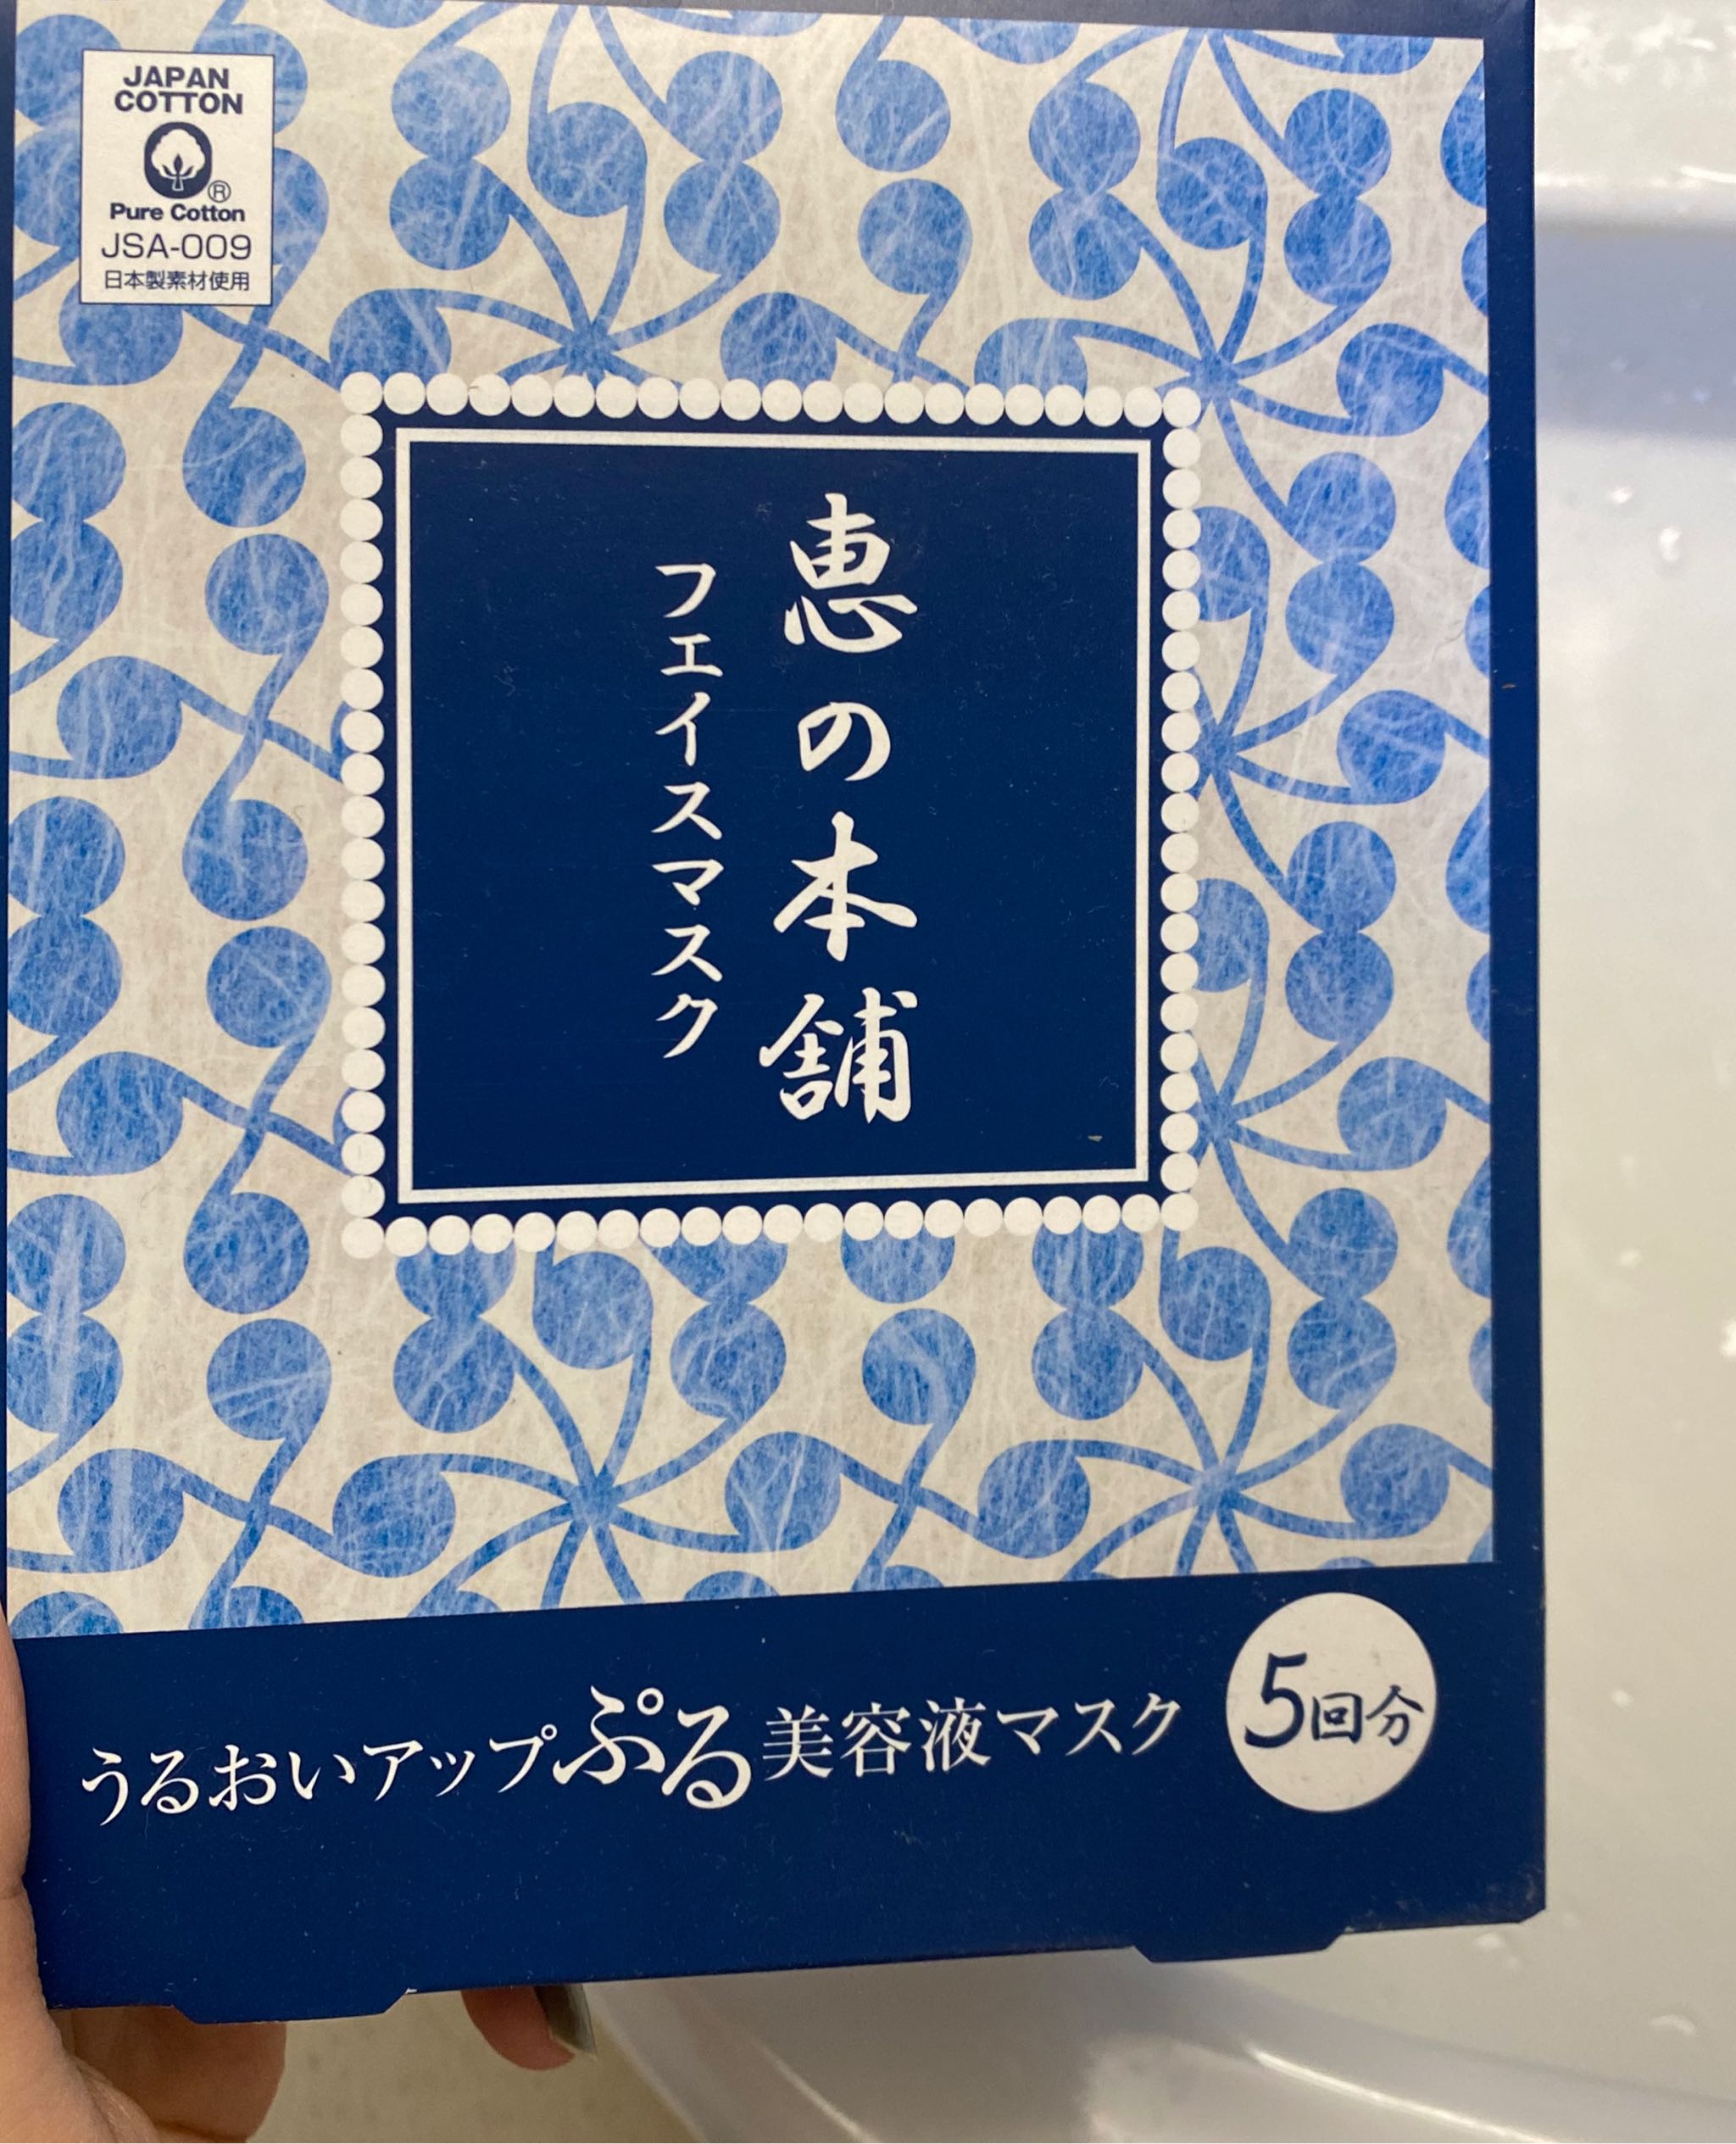 JAPAN
COTTON
®
Pure Cotton
JSA-009
日本製素材使用
恵の本舗
フェイスマスク
うるおいアップぷる美容液マスク
5回分